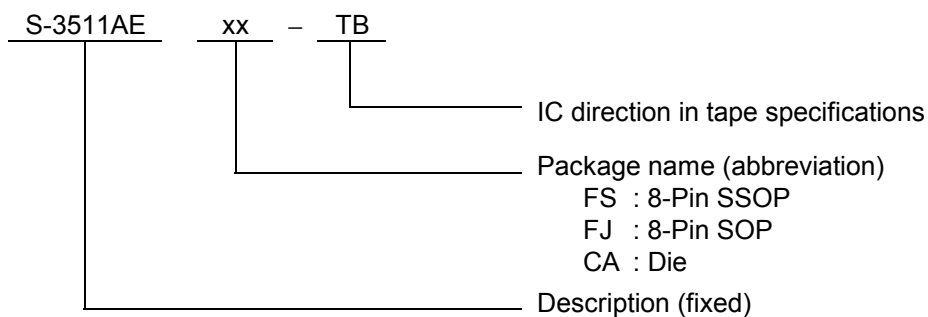 S-3511AE xx – TB
IC direction in tape specifications
Package name (abbreviation)
FS : 8-Pin SSOP
FJ : 8-Pin SOP
CA : Die
Description (fixed)